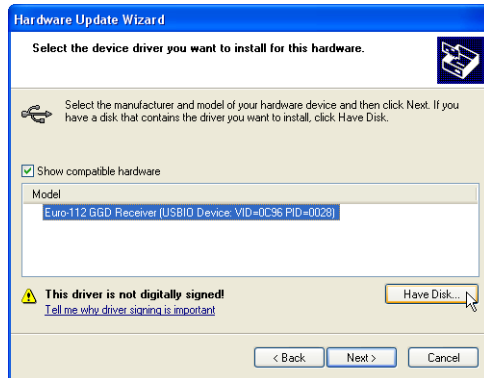 Hardware Update Wizard
Select the device driver you want to install for this hardware.
Select the manufacturer and model of your hardware device and then click Next. If you
have a disk that contains the driver you want to install, click Have Disk.
Show compatible hardware
Model
Euro-112 GGD Receiver (USBIO Device: VID=0C96 PID=0028)
This driver is not digitally signed!
Tell me why driver signing is important
Have Disk...
< Back
Next >
Cancel